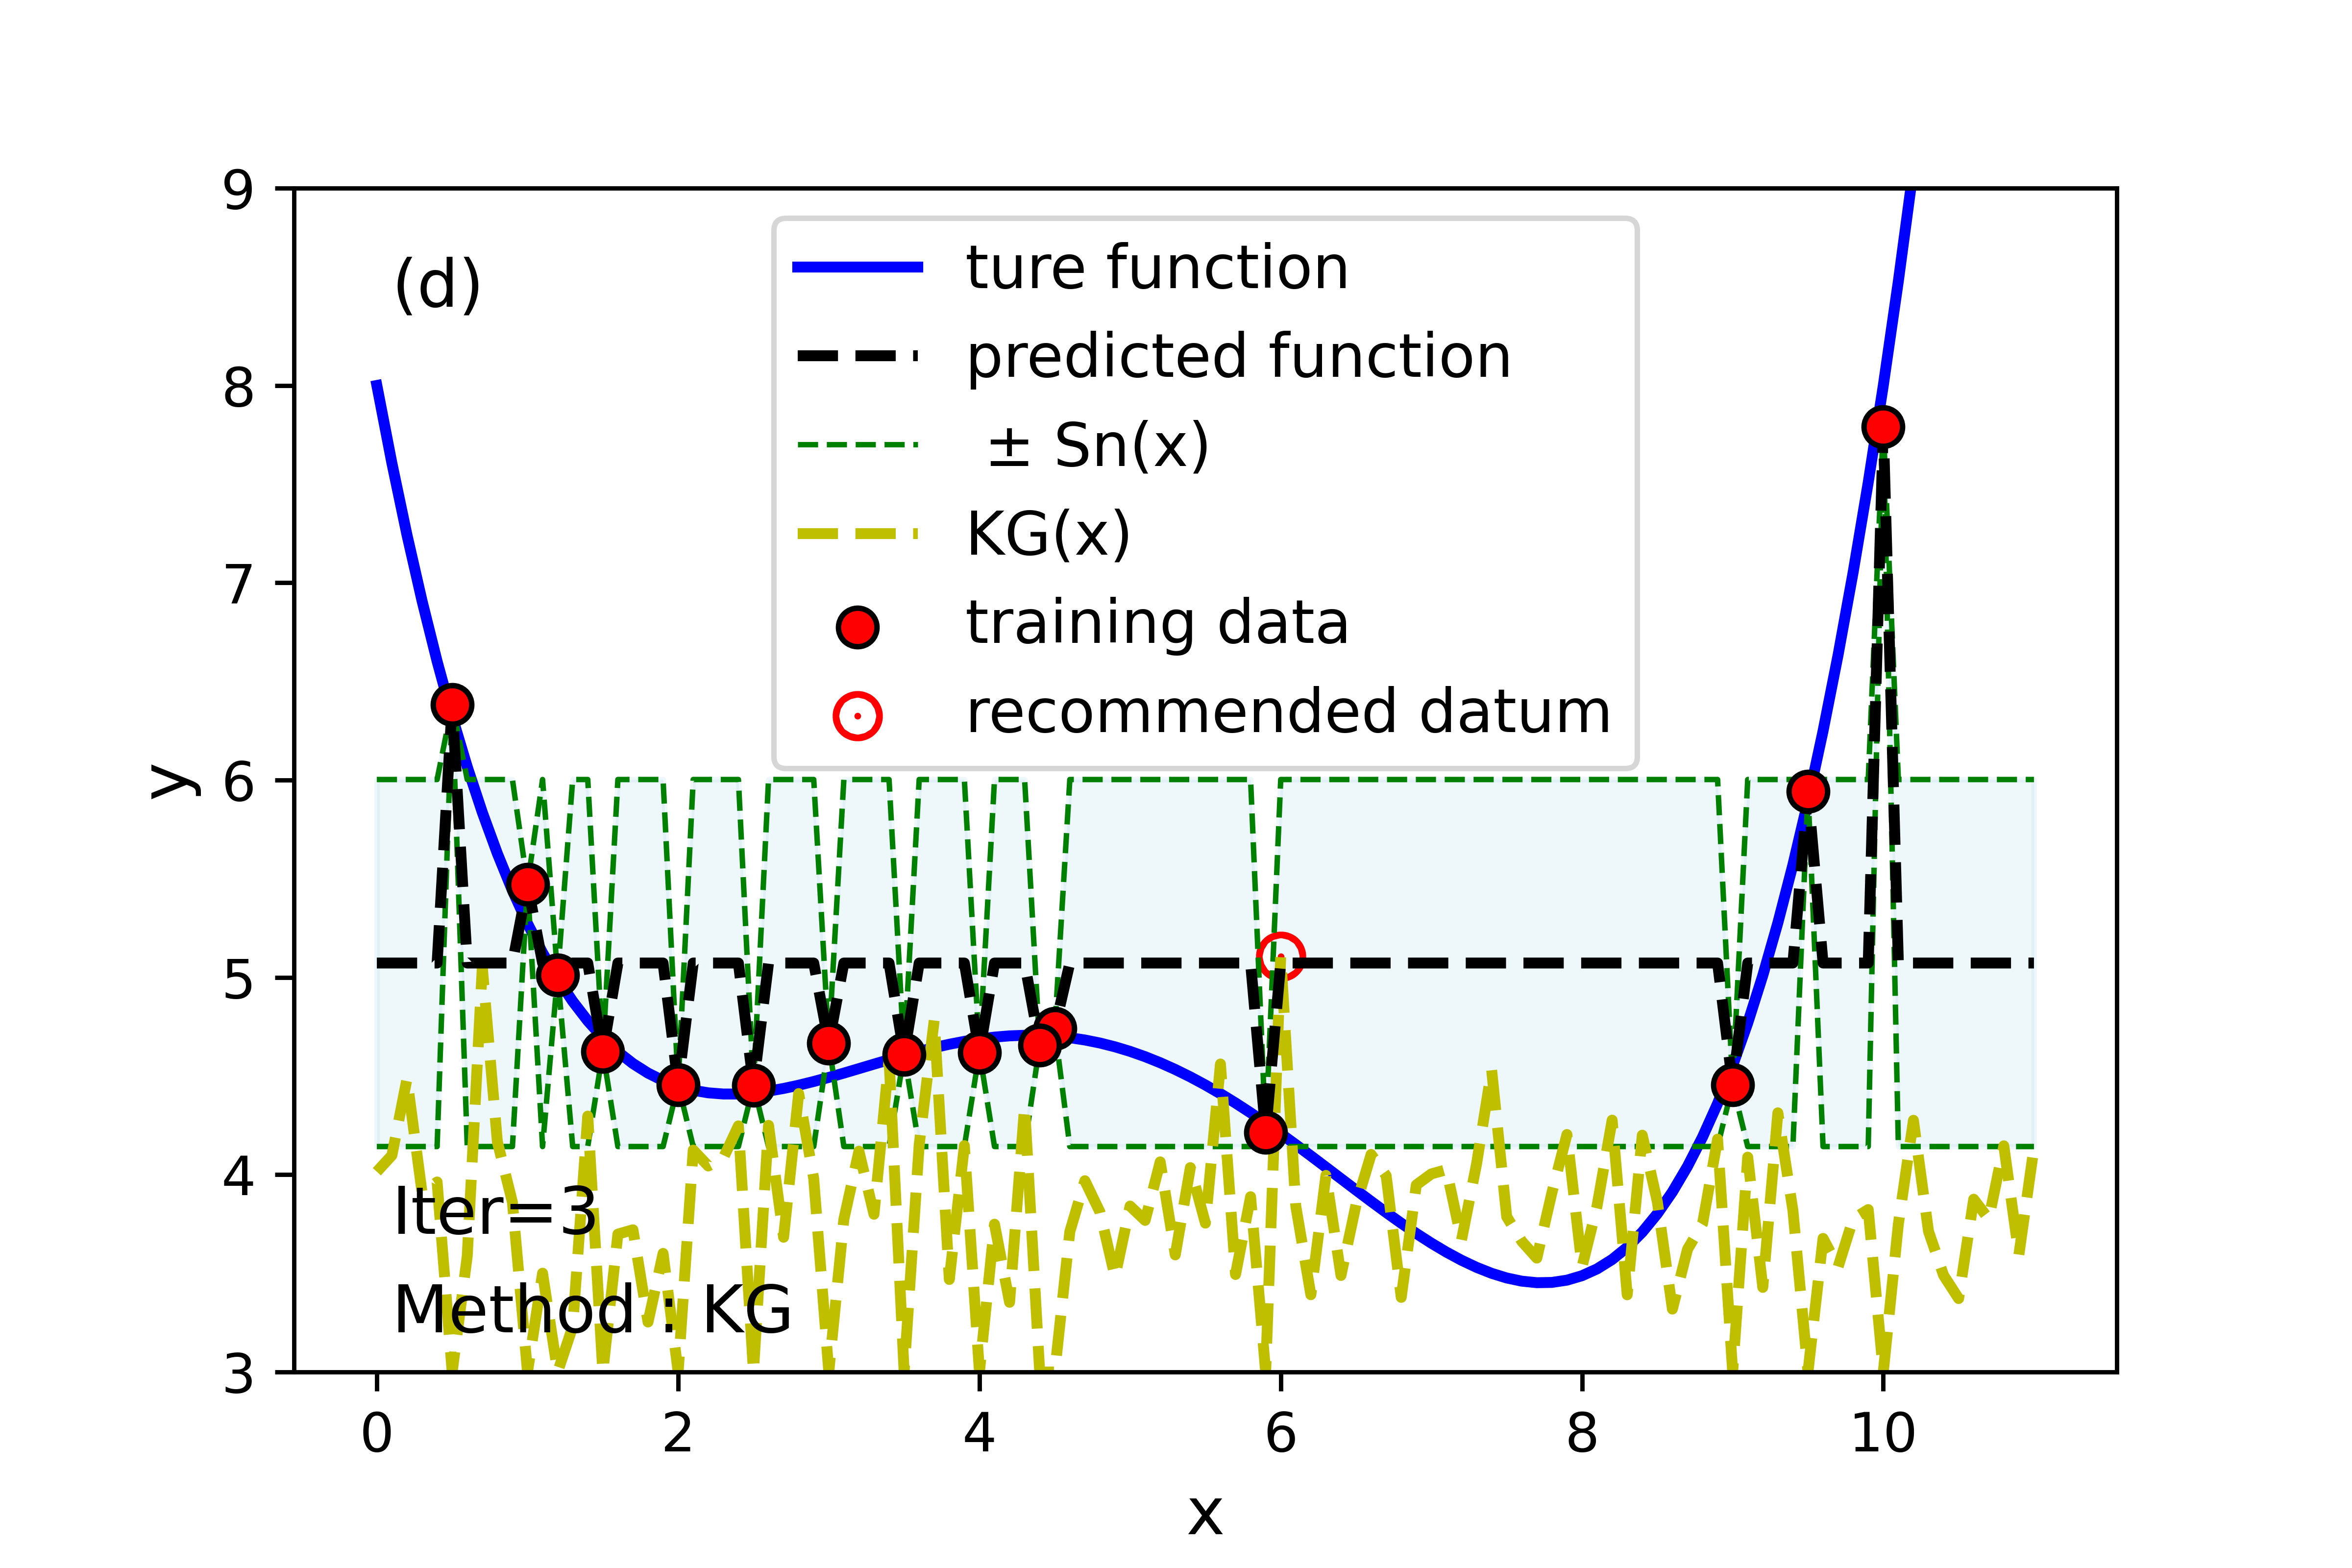 (d)
ture function
predicted function
± Sn(x)
KG(x)
training data
recommended datum
9
8
7
6
5
4
3
y
Iter=3
Method : KG
0 2 4 6 8 10
x